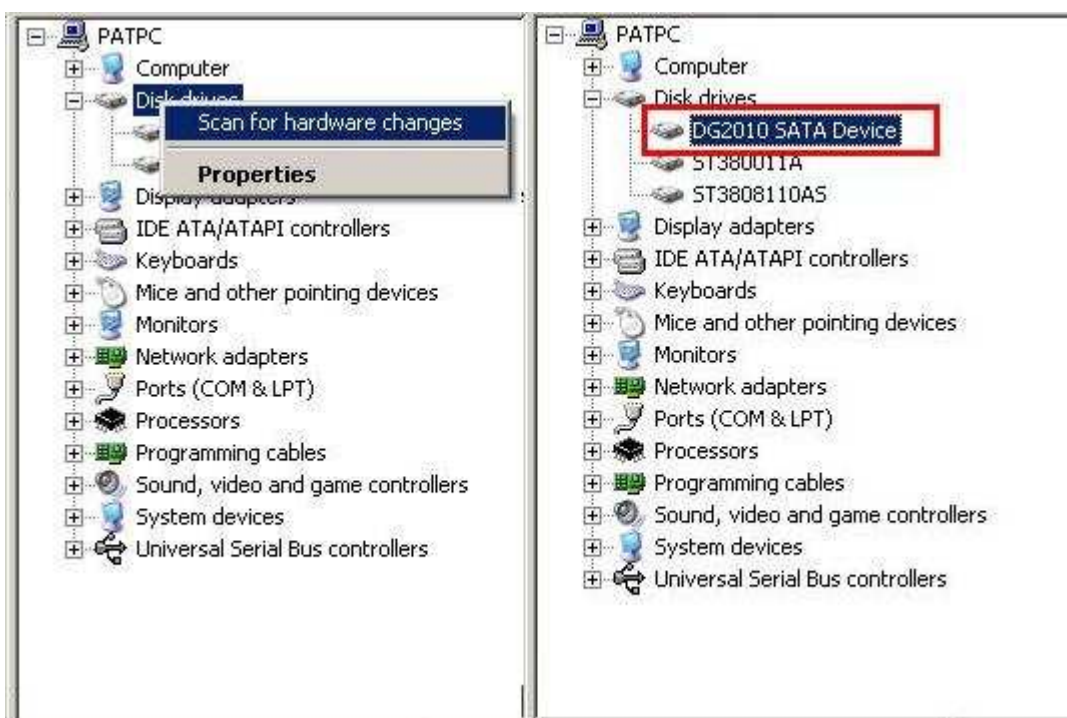 PATPC
Computer
Disk drives
Scan for hardware changes
Properties
Display adapters
IDE ATA/ATAPI controllers
Keyboards
Mice and other pointing devices
Monitors
Network adapters
Ports (COM & LPT)
Processors
Programming cables
Sound, video and game controllers
System devices
Universal Serial Bus controllers
PATPC
Computer
Disk drives
DG2010 SATA Device
ST380011A
ST3808110AS
Display adapters
IDE ATA/ATAPI controllers
Keyboards
Mice and other pointing devices
Monitors
Network adapters
Ports (COM & LPT)
Processors
Programming cables
Sound, video and game controllers
System devices
Universal Serial Bus controllers